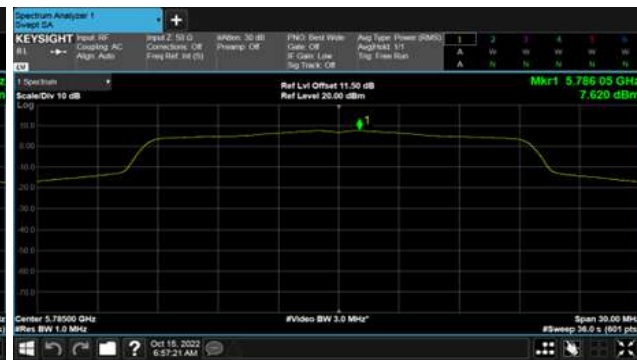 Spectrum Analyzer 1
Swept SA
KEYSIGHT Input: RF Input Z: 50 Ω #Atten: 30 dB PNO: Best Wide Avg Type: Power (RMS) 1 2 3 4 5 6
RL Coupling: AC Corrections: Off Preamp: Off Gate: Off Avg|Hold: 1/1 A W W W W W
Align: Auto Freq Ref: Int (S) IF Gain: Low Trig: Free Run A N N N N N
Sig Track: Off
1 Spectrum Ref Lvl Offset 11.50 dB Mkr1 5.786 05 GHz
Scale/Div 10 dB Ref Level 20.00 dBm 7.620 dBm
Log
1
10.0
0.00
-10.0
-20.0
-30.0
-40.0
-50.0
-60.0
-70.0
Center 5.78500 GHz #Video BW 3.0 MHz* Span 30.00 MHz
#Res BW 1.0 MHz #Sweep 36.0 s (601 pts
? Oct 15, 2022
6:57:21 AM